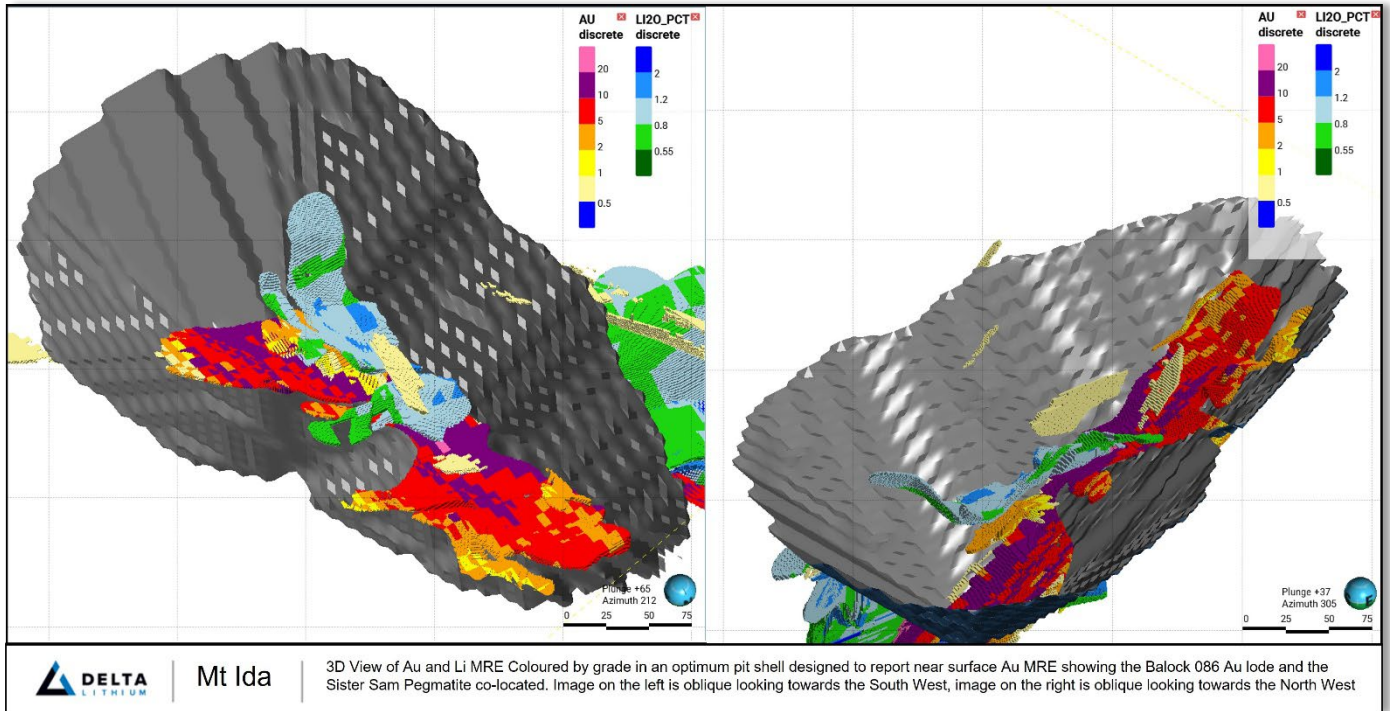 AU
discrete
20
10
5
2
1
0.5
LI2O_PCT
discrete
2
1.2
0.8
0.55
Plunge +65
Azimuth 212
0 25 50 75
AU
discrete
20
10
5
2
1
0.5
LI2O_PCT
discrete
2
1.2
0.8
0.55
Plunge +37
Azimuth 305
0 25 50 75
DELTA
LITHIUM
Mt Ida
3D View of Au and Li MRE Coloured by grade in an optimum pit shell designed to report near surface Au MRE showing the Balock 086 Au lode and the
Sister Sam Pegmatite co-located. Image on the left is oblique looking towards the South West, image on the right is oblique looking towards the North West